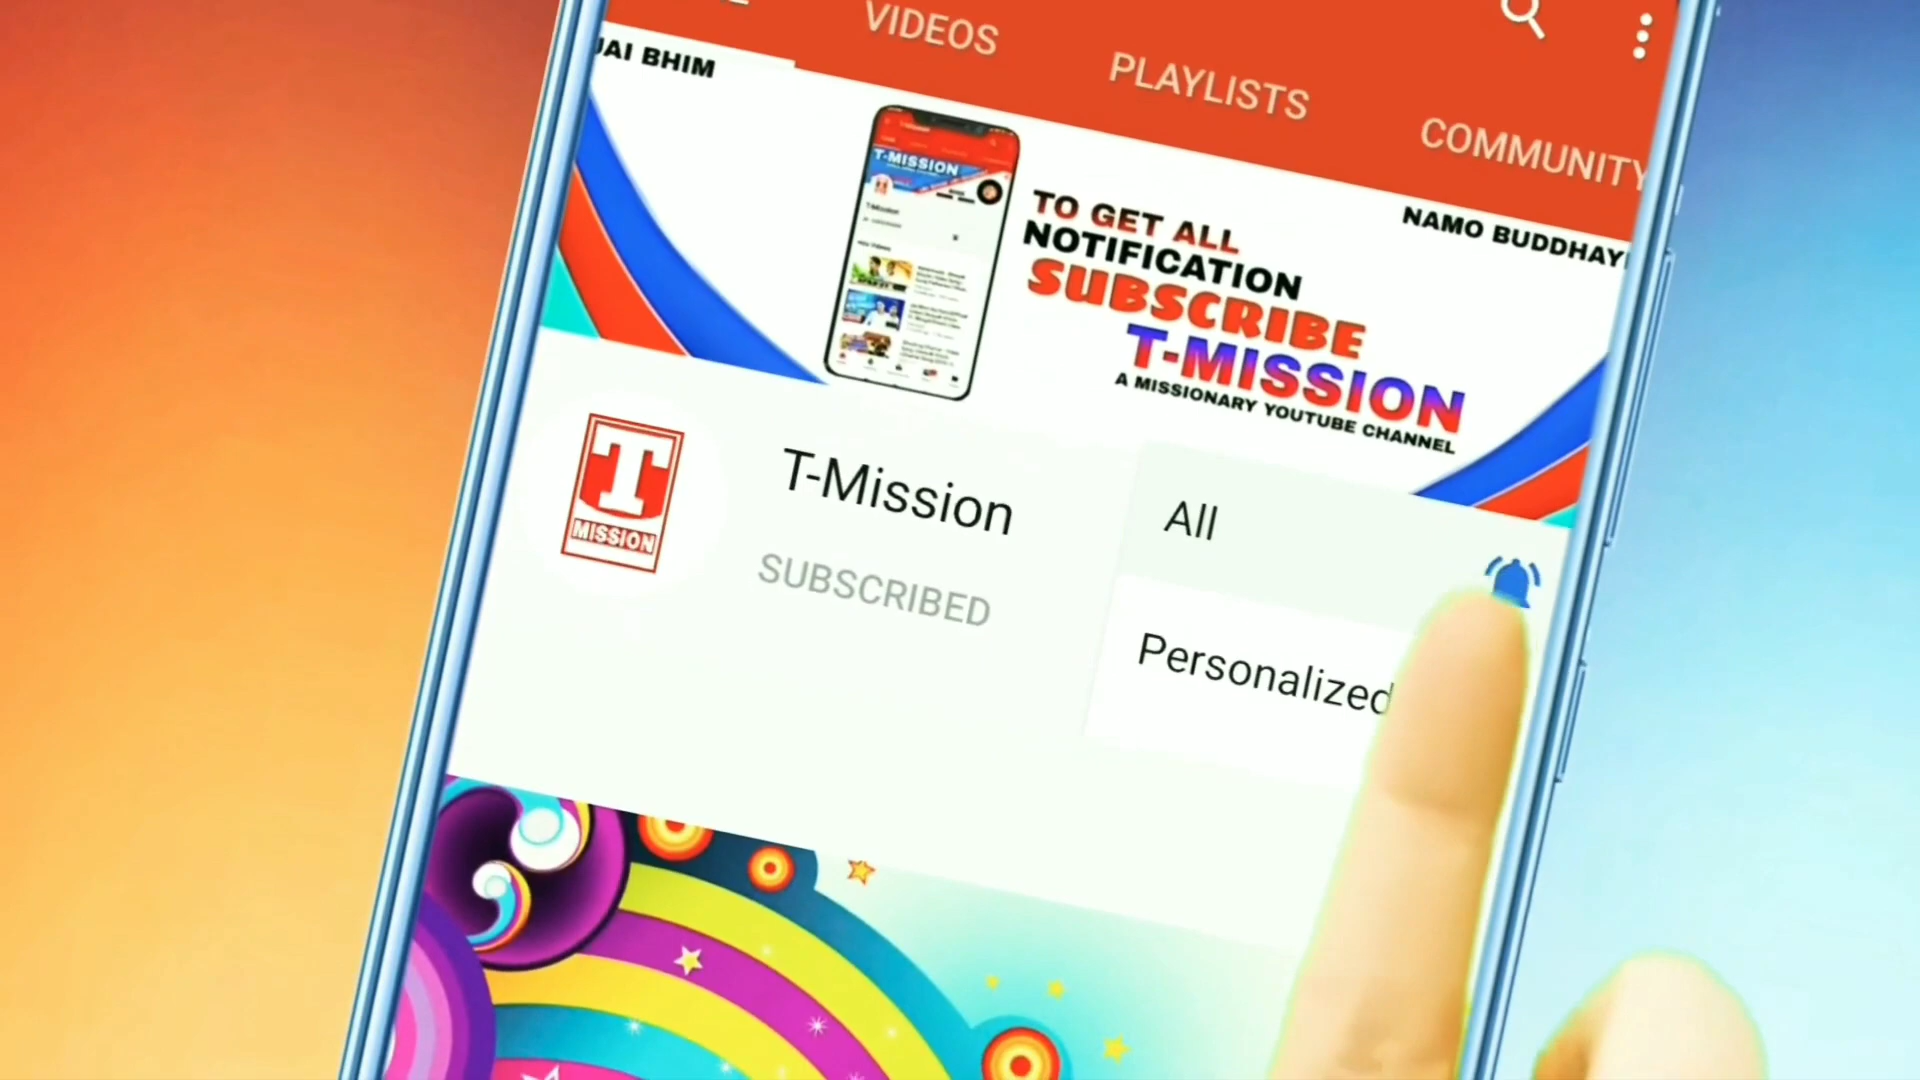 VIDEOS
PLAYLISTS
COMMUNITY
JAI BHIM
NAMO BUDDHAY
T-MISSION
T-Mission
TO GET ALL
NOTIFICATION
SUBSCRIBE
T-MISSION
A MISSIONARY YOUTUBE CHANNEL
T
MISSION
T-Mission
SUBSCRIBED
All
Personalized